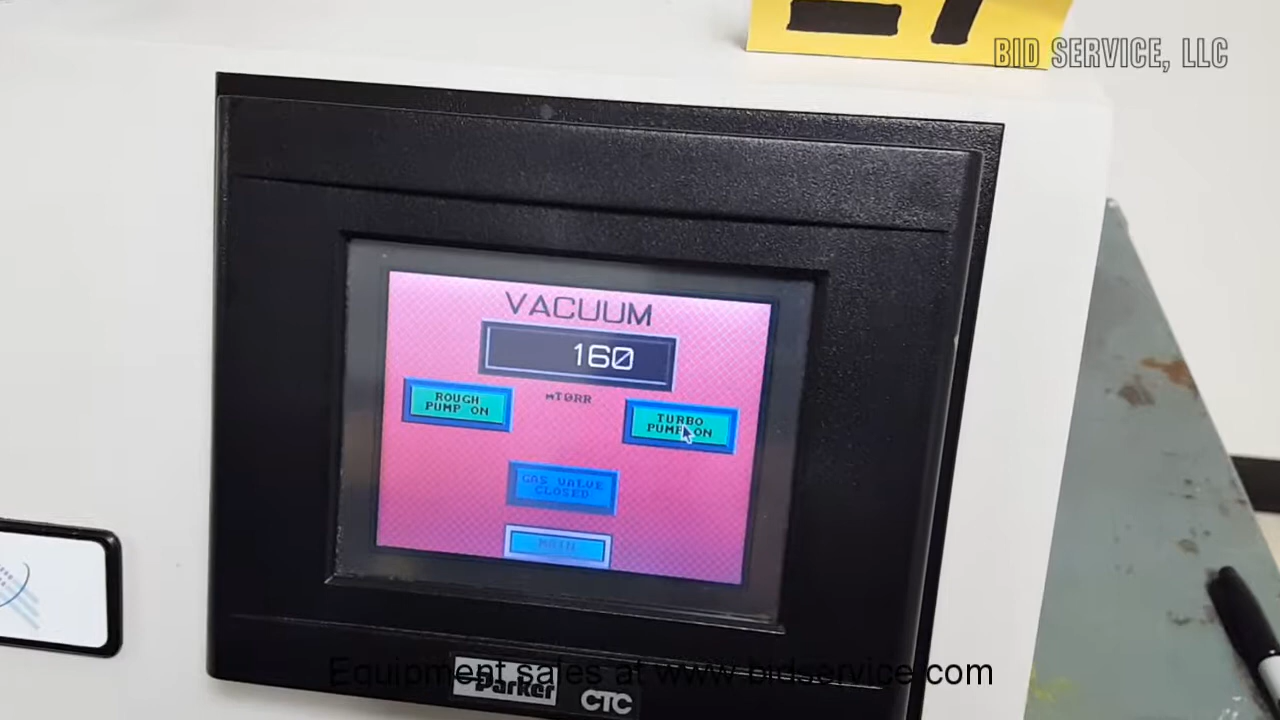 BID SERVICE, LLC
VACUUM
160
mTORR
ROUGH
PUMP ON
TURBO
PUMP ON
GAS VALVE
CLOSED
MAIN
Equipment sales at www.bidservice.com
Parker
CTC